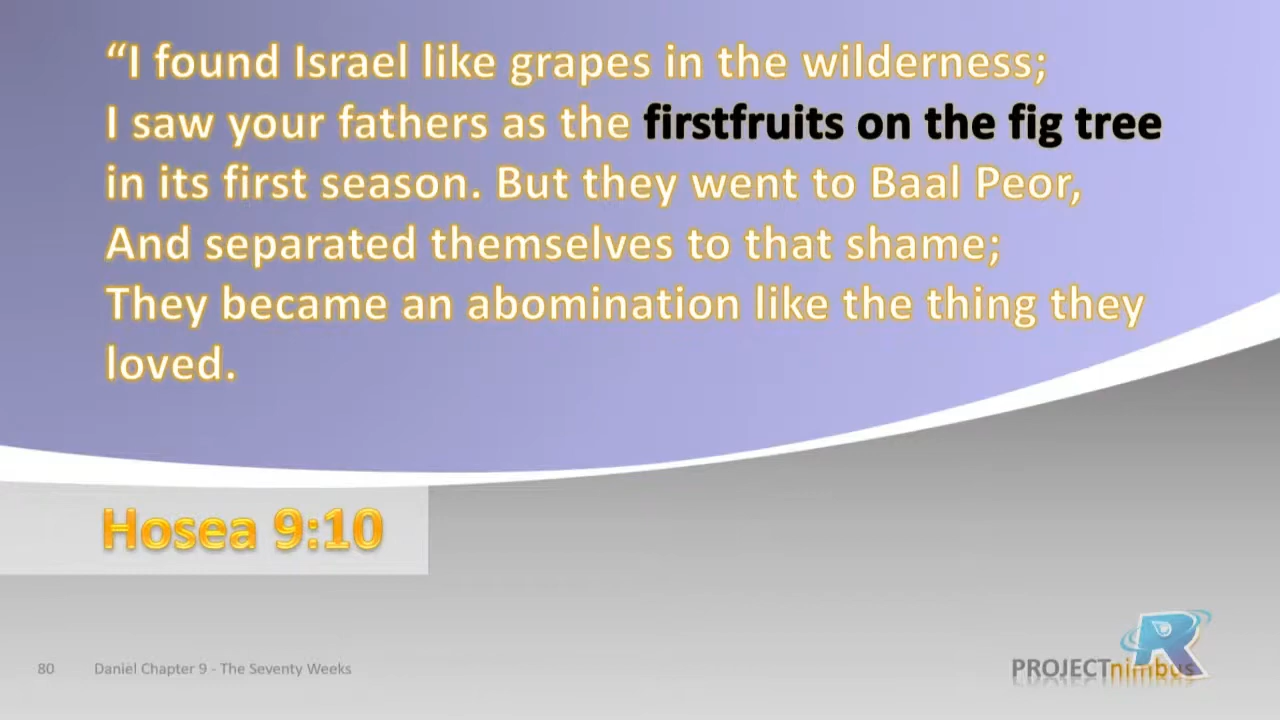 “I found Israel like grapes in the wilderness;
I saw your fathers as the firstfruits on the fig tree
in its first season. But they went to Baal Peor,
And separated themselves to that shame;
They became an abomination like the thing they
loved.
Hosea 9:10
80 Daniel Chapter 9 - The Seventy Weeks
PROJECTnimbus
R